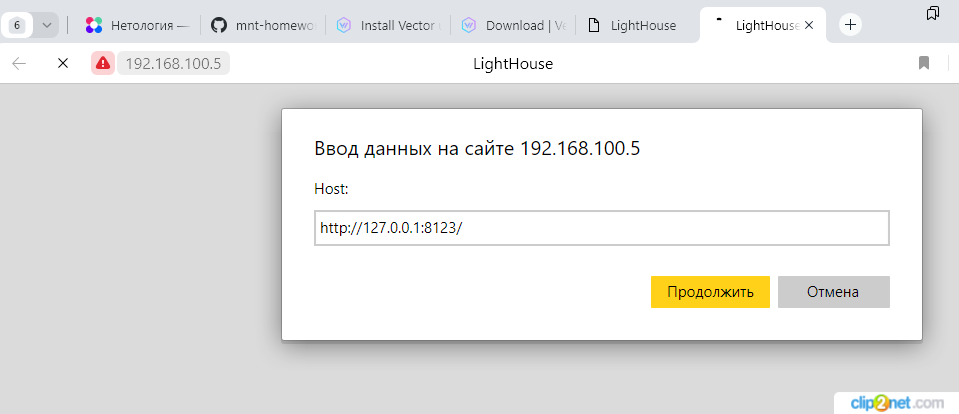 6
Нетология —
mnt-homewo
Install Vector
Download | Ve
LightHouse
LightHouse
192.168.100.5
LightHouse
Ввод данных на сайте 192.168.100.5
Host:
http://127.0.0.1:8123/
Продолжить
Отмена
clip2net.com